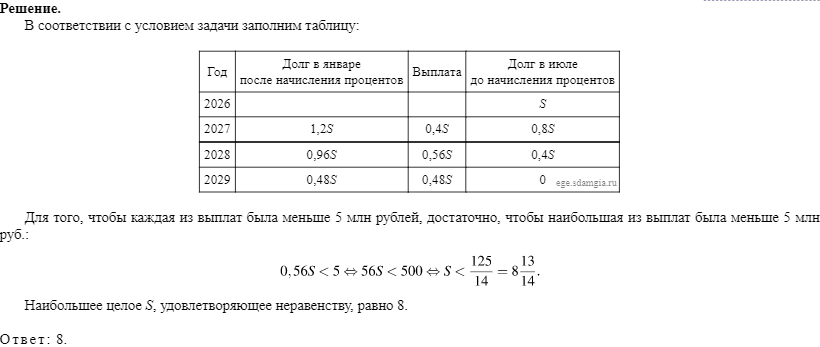 Решение.
В соответствии с условием задачи заполним таблицу:
Год | Долг в январе после начисления процентов | Выплата | Долг в июле до начисления процентов
2026 | | | S
2027 | 1,2S | 0,4S | 0,8S
2028 | 0,96S | 0,56S | 0,4S
2029 | 0,48S | 0,48S | 0
ege.sdamgia.ru
Для того, чтобы каждая из выплат была меньше 5 млн рублей, достаточно, чтобы наибольшая из выплат была меньше 5 млн
руб.:
0,56S < 5 ⇔ 56S < 500 ⇔ S < 125/14 = 8 13/14.
Наибольшее целое S, удовлетворяющее неравенству, равно 8.
Ответ: 8.